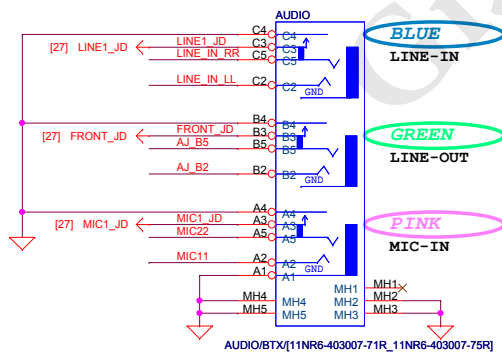 AUDIO
C4 C4 BLUE
[27] LINE1_JD LINE1_JD C3 C3
LINE_IN_RR C5 C5 LINE-IN
LINE_IN_LL C2 C2
GND
B4 B4
[27] FRONT_JD FRONT_JD B3 B3 GREEN
AJ_B5 B5 B5 LINE-OUT
AJ_B2 B2 B2
GND
A4 A4
[27] MIC1_JD MIC1_JD A3 A3 PINK
MIC22 A5 A5 MIC-IN
MIC11 A2 A2 GND
A1 A1
MH1 MH1
MH4 MH4 MH2 MH2
MH5 MH5 MH3 MH3
AUDIO/BTX/[11NR6-403007-71R_11NR6-403007-75R]